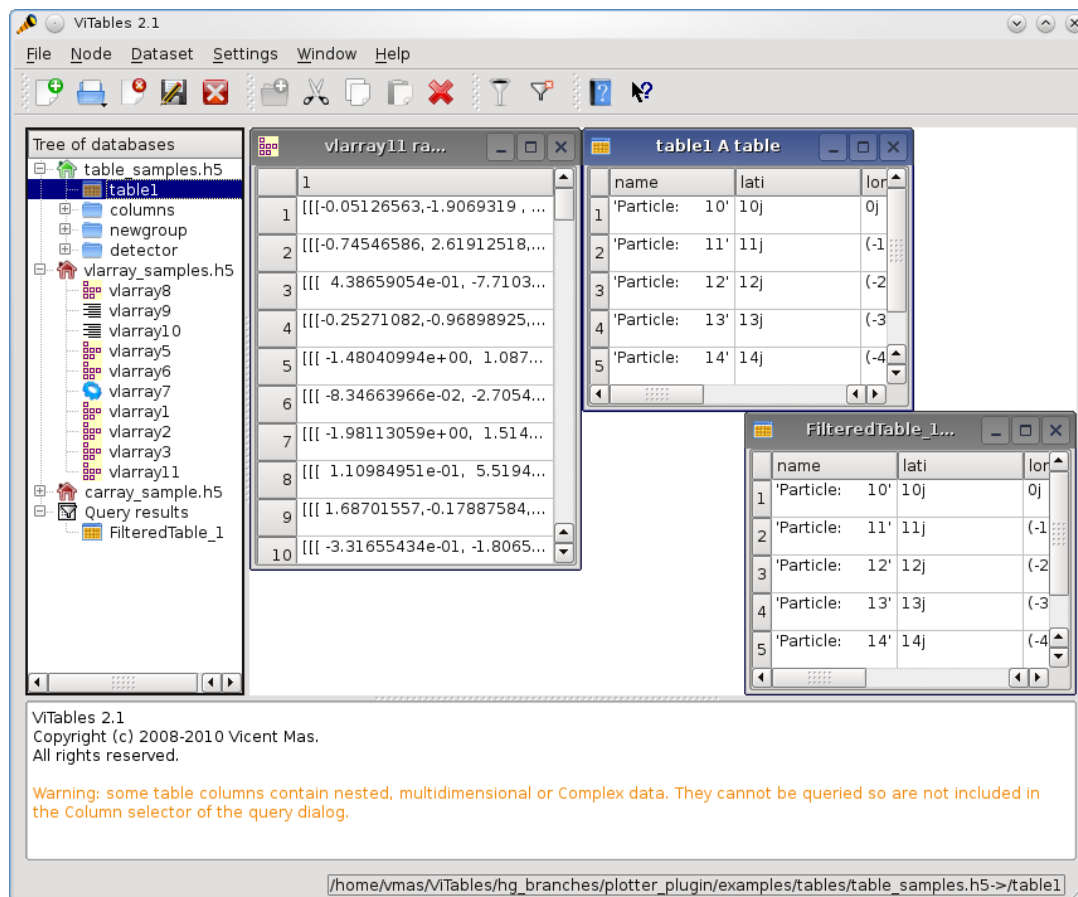 ViTables 2.1
File Node Dataset Settings Window Help
Tree of databases
table_samples.h5
table1
columns
newgroup
detector
vlarray_samples.h5
vlarray8
vlarray9
vlarray10
vlarray5
vlarray6
vlarray7
vlarray1
vlarray2
vlarray3
vlarray11
carray_sample.h5
Query results
FilteredTable_1
vlarray11 ra...
1
1 [[[-0.05126563,-1.9069319 , ...
2 [[[-0.74546586, 2.61912518,...
3 [[[ 4.38659054e-01, -7.7103...
4 [[[-0.25271082,-0.96898925,...
5 [[[ -1.48040994e+00, 1.087...
6 [[[ -8.34663966e-02, -2.7054...
7 [[[ -1.98113059e+00, 1.514...
8 [[[ 1.10984951e-01, 5.5194...
9 [[[ 1.68701557,-0.17887584,...
10 [[[ -3.31655434e-01, -1.8065...
table1 A table
name lati lor
1 'Particle: 10' 10j 0j
2 'Particle: 11' 11j (-1
3 'Particle: 12' 12j (-2
4 'Particle: 13' 13j (-3
5 'Particle: 14' 14j (-4
FilteredTable_1...
name lati lor
1 'Particle: 10' 10j 0j
2 'Particle: 11' 11j (-1
3 'Particle: 12' 12j (-2
4 'Particle: 13' 13j (-3
5 'Particle: 14' 14j (-4
ViTables 2.1
Copyright (c) 2008-2010 Vicent Mas.
All rights reserved.
Warning: some table columns contain nested, multidimensional or Complex data. They cannot be queried so are not included in
the Column selector of the query dialog.
/home/vmas/ViTables/hg_branches/plotter_plugin/examples/tables/table_samples.h5->/table1